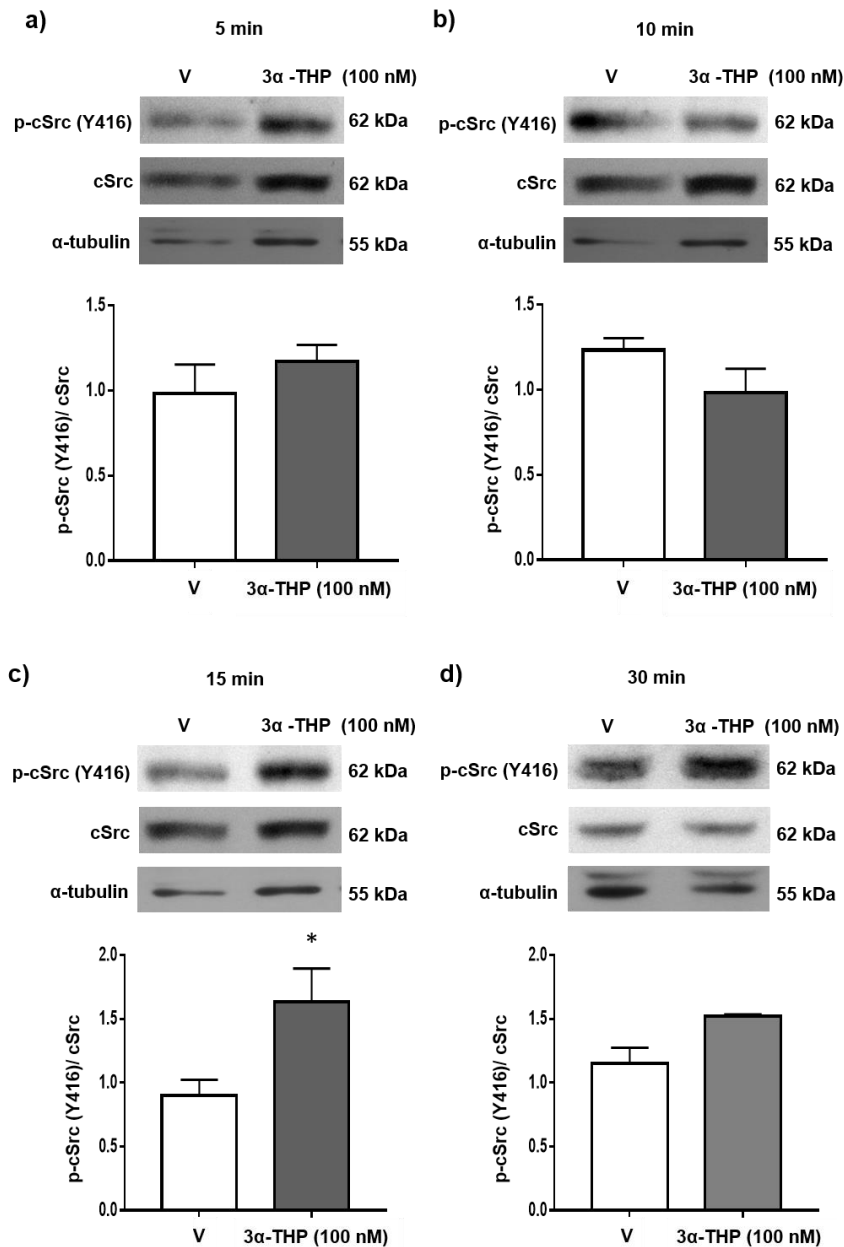 a)
5 min
V 3α -THP (100 nM)
p-cSrc (Y416) 62 kDa
cSrc 62 kDa
α-tubulin 55 kDa
p-cSrc (Y416)/ cSrc
1.5
1.0
0.5
0.0
V 3α-THP (100 nM)
b)
10 min
V 3α -THP (100 nM)
p-cSrc (Y416) 62 kDa
cSrc 62 kDa
α-tubulin 55 kDa
p-cSrc (Y416)/ cSrc
1.5
1.0
0.5
0.0
V 3α-THP (100 nM)
c)
15 min
V 3α -THP (100 nM)
p-cSrc (Y416) 62 kDa
cSrc 62 kDa
α-tubulin 55 kDa
p-cSrc (Y416)/ cSrc
2.0
1.5
1.0
0.5
0.0
*
V 3α-THP (100 nM)
d)
30 min
V 3α -THP (100 nM)
p-cSrc (Y416) 62 kDa
cSrc 62 kDa
α-tubulin 55 kDa
p-cSrc (Y416)/ cSrc
2.0
1.5
1.0
0.5
0.0
V 3α-THP (100 nM)